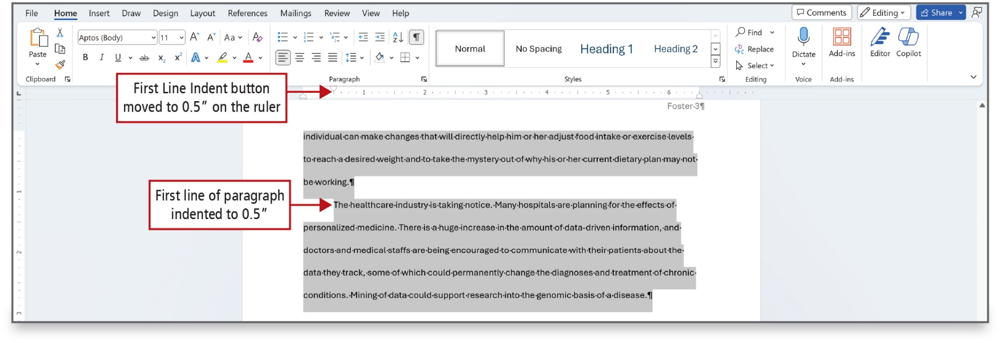 File Home Insert Draw Design Layout References Mailings Review View Help Comments Editing Share
Aptos (Body) 11 A A Aa A
Paste
B I U ab x₂ x² A A
Normal No Spacing Heading 1 Heading 2
Find
Replace
Select
Dictate Add-ins Editor Copilot
Clipboard Paragraph Styles Editing Voice Add-ins
First Line Indent button
moved to 0.5″ on the ruler
1 2 3 4 5 6
Foster·3¶
individual·can·make·changes·that·will·directly·help·him·or·her·adjust·food·intake·or·exercise·levels·
to·reach·a·desired·weight·and·to·take·the·mystery·out·of·why·his·or·her·current·dietary·plan·may·not·
be·working.¶
First line of paragraph
indented to 0.5″
The·healthcare·industry·is·taking·notice.·Many·hospitals·are·planning·for·the·effects·of·
personalized·medicine.·There·is·a·huge·increase·in·the·amount·of·data-driven·information,·and·
doctors·and·medical·staffs·are·being·encouraged·to·communicate·with·their·patients·about·the·
data·they·track,·some·of·which·could·permanently·change·the·diagnoses·and·treatment·of·chronic·
conditions.·Mining·of·data·could·support·research·into·the·genomic·basis·of·a·disease.¶
1
2
3